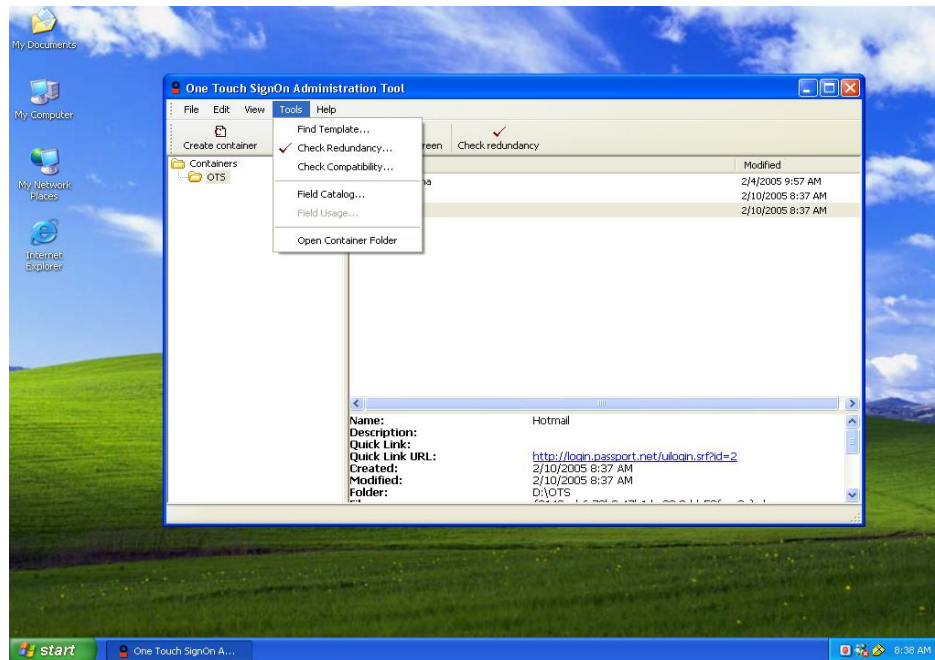 My Documents
My Computer
My Network
Places
Internet
Explorer
One Touch SignOn Administration Tool
File Edit View Tools Help
Create container
reen
Check redundancy
Find Template...
Check Redundancy...
Check Compatibility...
Field Catalog...
Field Usage...
Open Container Folder
Containers
OTS
Modified
na
2/4/2005 9:57 AM
2/10/2005 8:37 AM
2/10/2005 8:37 AM
Name: Hotmail
Description:
Quick Link:
Quick Link URL: http://login.passport.net/uilogin.srf?id=2
Created: 2/10/2005 8:37 AM
Modified: 2/10/2005 8:37 AM
Folder: D:\OTS
start
One Touch SignOn A...
8:38 AM